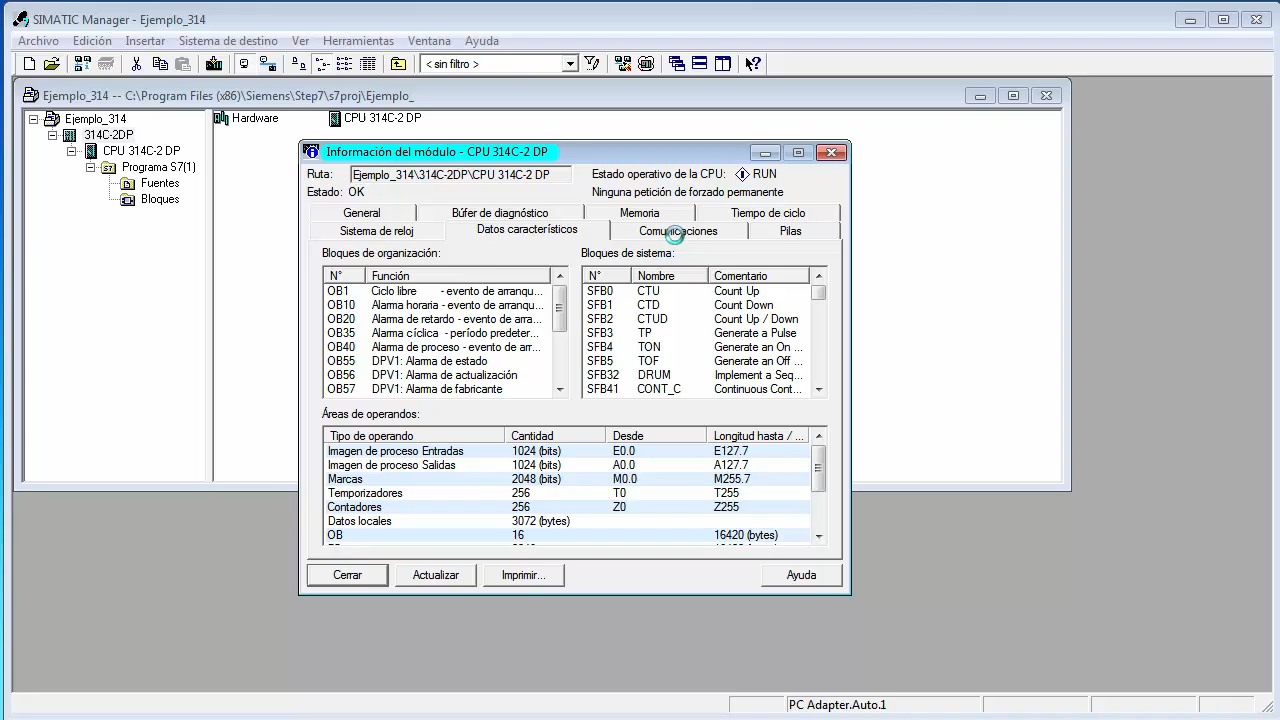 SIMATIC Manager - Ejemplo_314
Archivo Edición Insertar Sistema de destino Ver Herramientas Ventana Ayuda
< sin filtro >
Ejemplo_314 -- C:\Program Files (x86)\Siemens\Step7\s7proj\Ejemplo_
Ejemplo_314
314C-2DP
CPU 314C-2 DP
Programa S7(1)
Fuentes
Bloques
Hardware CPU 314C-2 DP
Información del módulo - CPU 314C-2 DP
Ruta: Ejemplo_314\314C-2DP\CPU 314C-2 DP Estado operativo de la CPU: RUN
Estado: OK Ninguna petición de forzado permanente
General Búfer de diagnóstico Memoria Tiempo de ciclo
Sistema de reloj Datos característicos Comunicaciones Pilas
Bloques de organización:
N° Función
OB1 Ciclo libre - evento de arranqu...
OB10 Alarma horaria - evento de arranqu...
OB20 Alarma de retardo - evento de arra...
OB35 Alarma cíclica - período predeter...
OB40 Alarma de proceso - evento de arr...
OB55 DPV1: Alarma de estado
OB56 DPV1: Alarma de actualización
OB57 DPV1: Alarma de fabricante
Bloques de sistema:
N° Nombre Comentario
SFB0 CTU Count Up
SFB1 CTD Count Down
SFB2 CTUD Count Up / Down
SFB3 TP Generate a Pulse
SFB4 TON Generate an On ...
SFB5 TOF Generate an Off ...
SFB32 DRUM Implement a Seq...
SFB41 CONT_C Continuous Cont...
Áreas de operandos:
Tipo de operando Cantidad Desde Longitud hasta / ...
Imagen de proceso Entradas 1024 (bits) E0.0 E127.7
Imagen de proceso Salidas 1024 (bits) A0.0 A127.7
Marcas 2048 (bits) M0.0 M255.7
Temporizadores 256 T0 T255
Contadores 256 Z0 Z255
Datos locales 3072 (bytes)
OB 16 16420 (bytes)
Cerrar Actualizar Imprimir... Ayuda
PC Adapter.Auto.1